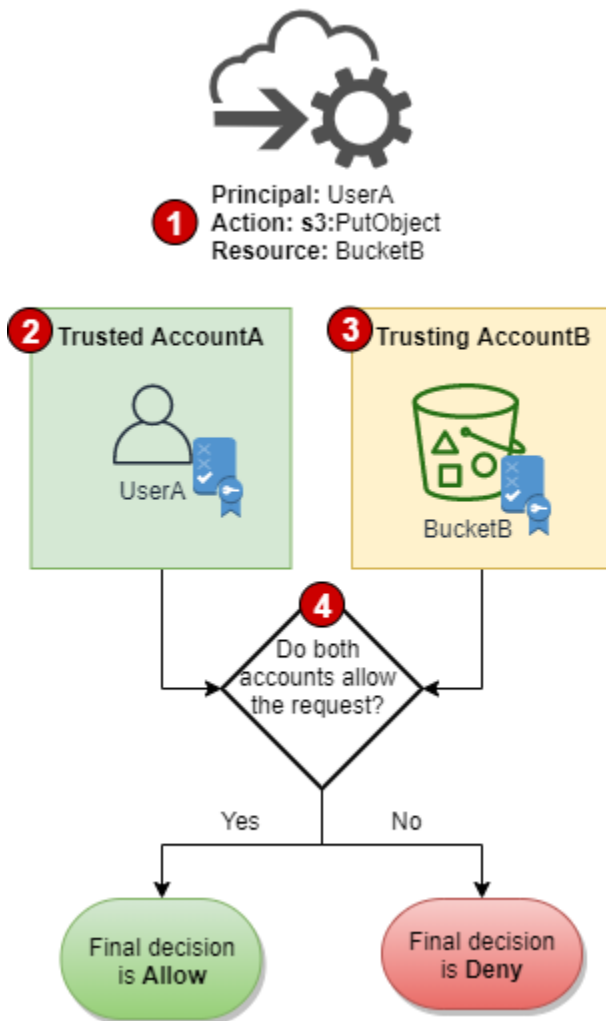 1
Principal: UserA
Action: s3:PutObject
Resource: BucketB
2
Trusted AccountA
UserA
3
Trusting AccountB
BucketB
4
Do both
accounts allow
the request?
Yes
No
Final decision
is Allow
Final decision
is Deny